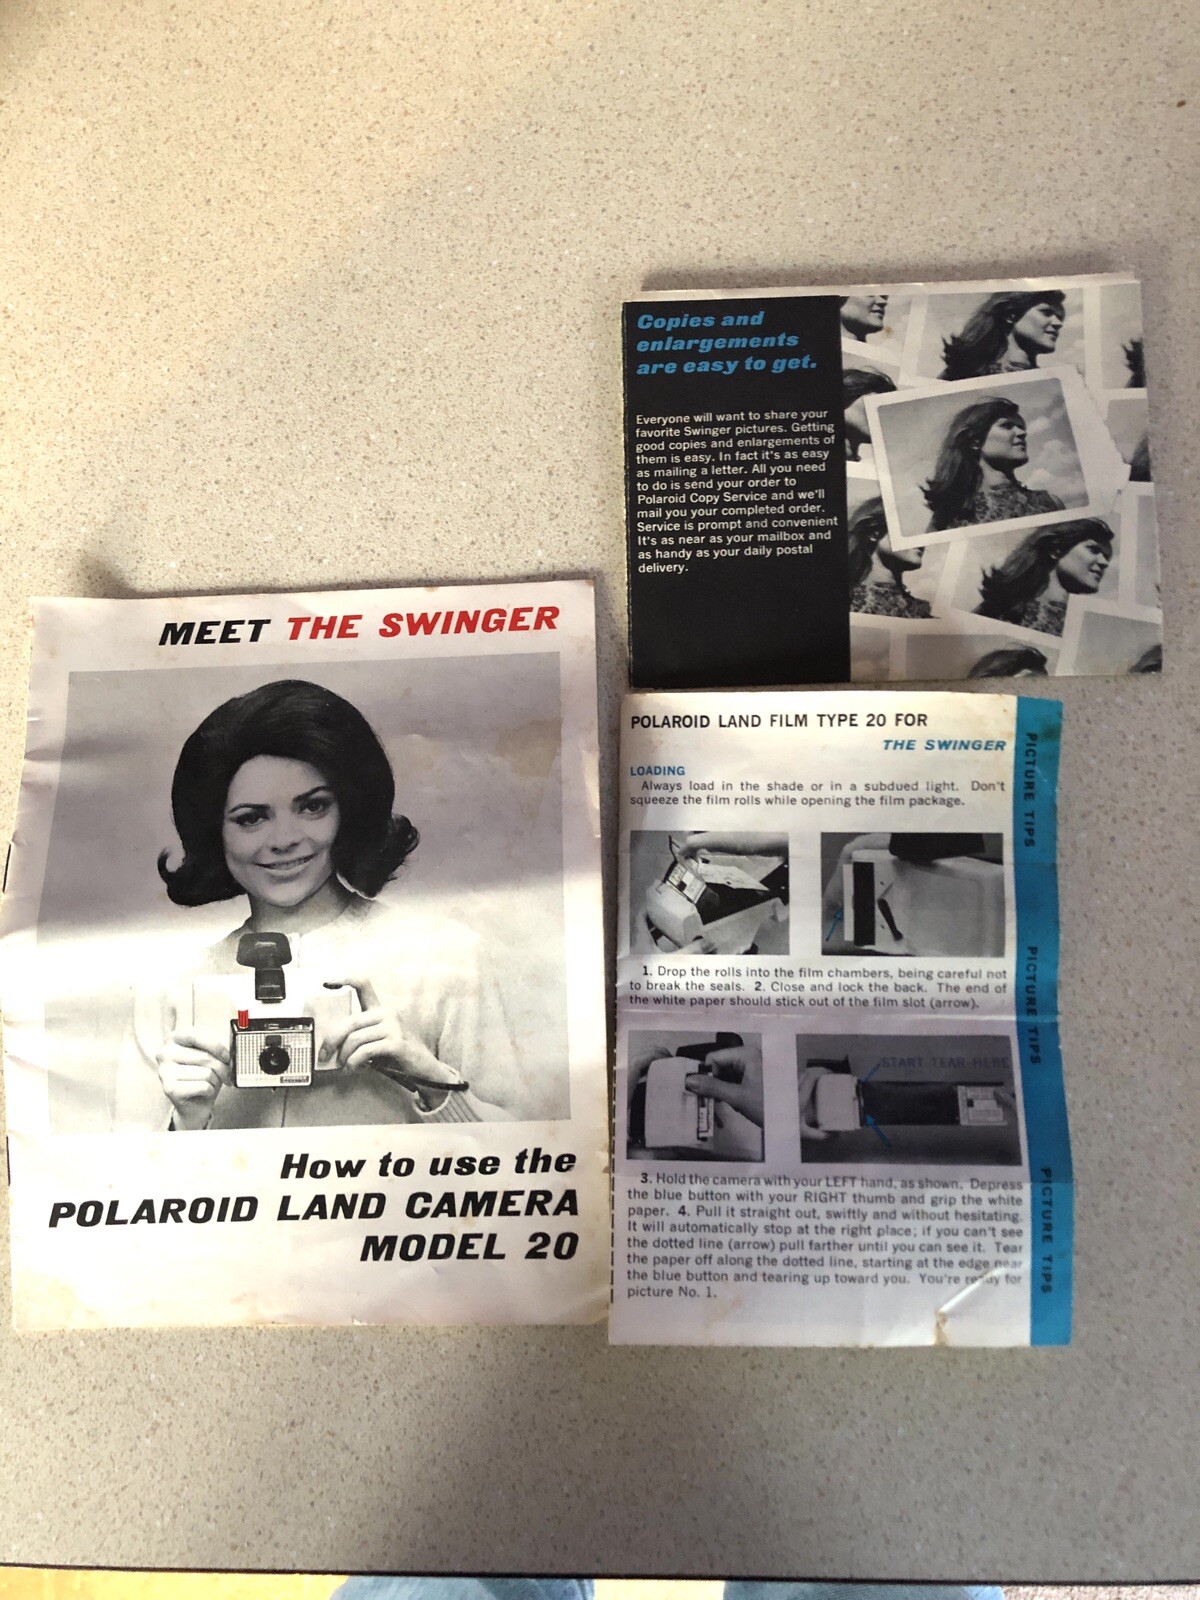 MEET THE SWINGER
How to use the
POLAROID LAND CAMERA
MODEL 20
Copies and
enlargements
are easy to get.
Everyone will want to share your
favorite Swinger pictures. Getting
good copies and enlargements of
them is easy. In fact it's as easy
as mailing a letter. All you need
to do is send your order to
Polaroid Copy Service and we'll
mail you your completed order.
Service is prompt and convenient
It's as near as your mailbox and
as handy as your daily postal
delivery.
POLAROID LAND FILM TYPE 20 FOR
THE SWINGER
LOADING
Always load in the shade or in a subdued light. Don't
squeeze the film rolls while opening the film package.
1. Drop the rolls into the film chambers, being careful not
to break the seals. 2. Close and lock the back. The end of
the white paper should stick out of the film slot (arrow).
START TEAR HERE
3. Hold the camera with your LEFT hand, as shown. Depress
the blue button with your RIGHT thumb and grip the white
paper. 4. Pull it straight out, swiftly and without hesitating.
It will automatically stop at the right place; if you can't see
the dotted line (arrow) pull farther until you can see it. Tear
the paper off along the dotted line, starting at the edge near
the blue button and tearing up toward you. You're ready for
picture No. 1.
PICTURE TIPS
PICTURE TIPS
PICTURE TIPS